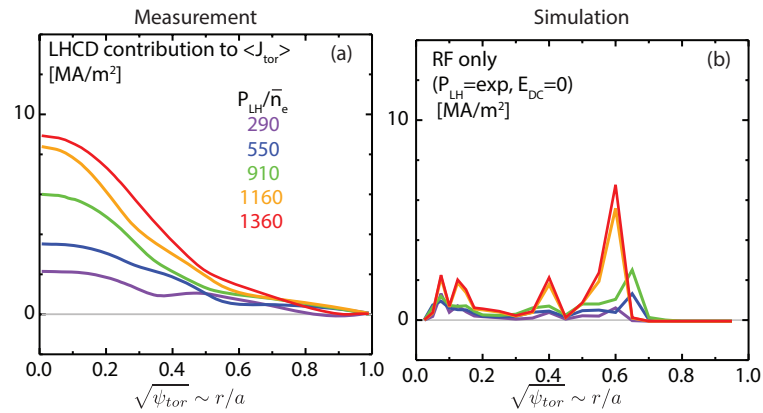 Measurement
LHCD contribution to <J_tor>
(a)
[MA/m²]
P_LH/n̅_e
290
550
910
1160
1360
10
0
0.0 0.2 0.4 0.6 0.8 1.0
√ψ_tor ~ r/a
Simulation
RF only
(b)
(P_LH=exp, E_DC=0)
[MA/m²]
10
0
0.0 0.2 0.4 0.6 0.8 1.0
√ψ_tor ~ r/a